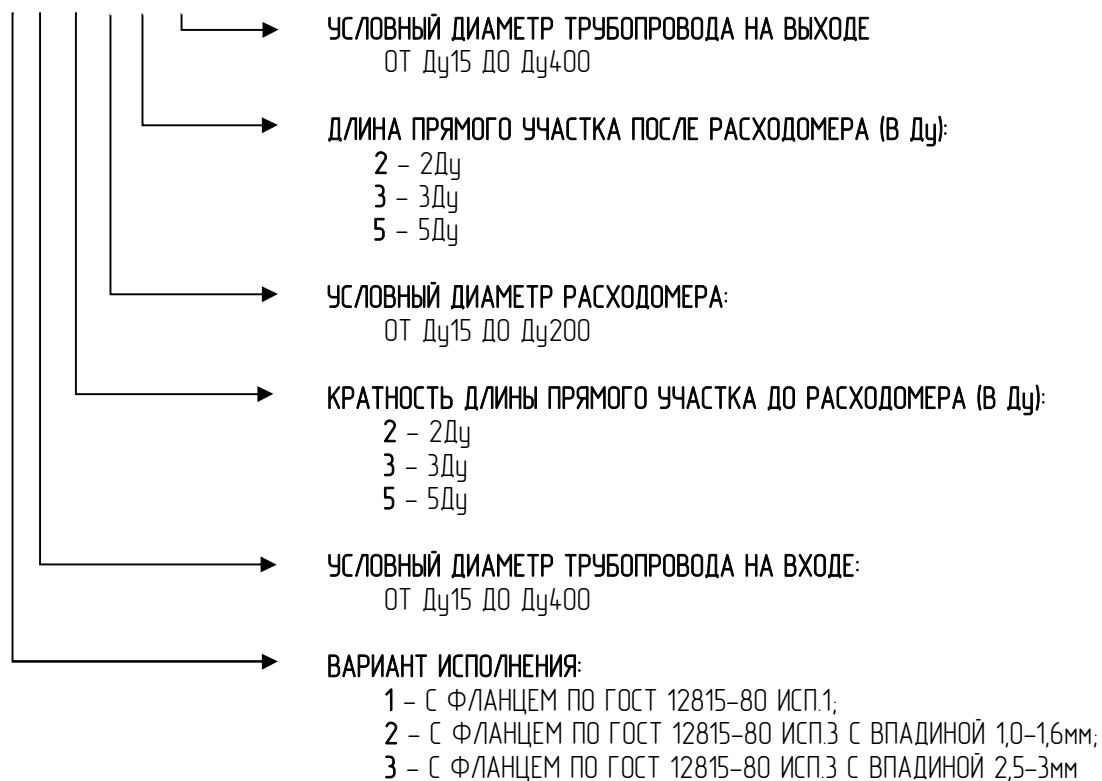 УСЛОВНЫЙ ДИАМЕТР ТРУБОПРОВОДА НА ВЫХОДЕ
ОТ Ду15 ДО Ду400
ДЛИНА ПРЯМОГО УЧАСТКА ПОСЛЕ РАСХОДОМЕРА (В Ду):
2 – 2Ду
3 – 3Ду
5 – 5Ду
УСЛОВНЫЙ ДИАМЕТР РАСХОДОМЕРА:
ОТ Ду15 ДО Ду200
КРАТНОСТЬ ДЛИНЫ ПРЯМОГО УЧАСТКА ДО РАСХОДОМЕРА (В Ду):
2 – 2Ду
3 – 3Ду
5 – 5Ду
УСЛОВНЫЙ ДИАМЕТР ТРУБОПРОВОДА НА ВХОДЕ:
ОТ Ду15 ДО Ду400
ВАРИАНТ ИСПОЛНЕНИЯ:
1 – С ФЛАНЦЕМ ПО ГОСТ 12815–80 ИСП.1;
2 – С ФЛАНЦЕМ ПО ГОСТ 12815–80 ИСП.3 С ВПАДИНОЙ 1,0–1,6мм;
3 – С ФЛАНЦЕМ ПО ГОСТ 12815–80 ИСП.3 С ВПАДИНОЙ 2,5–3мм